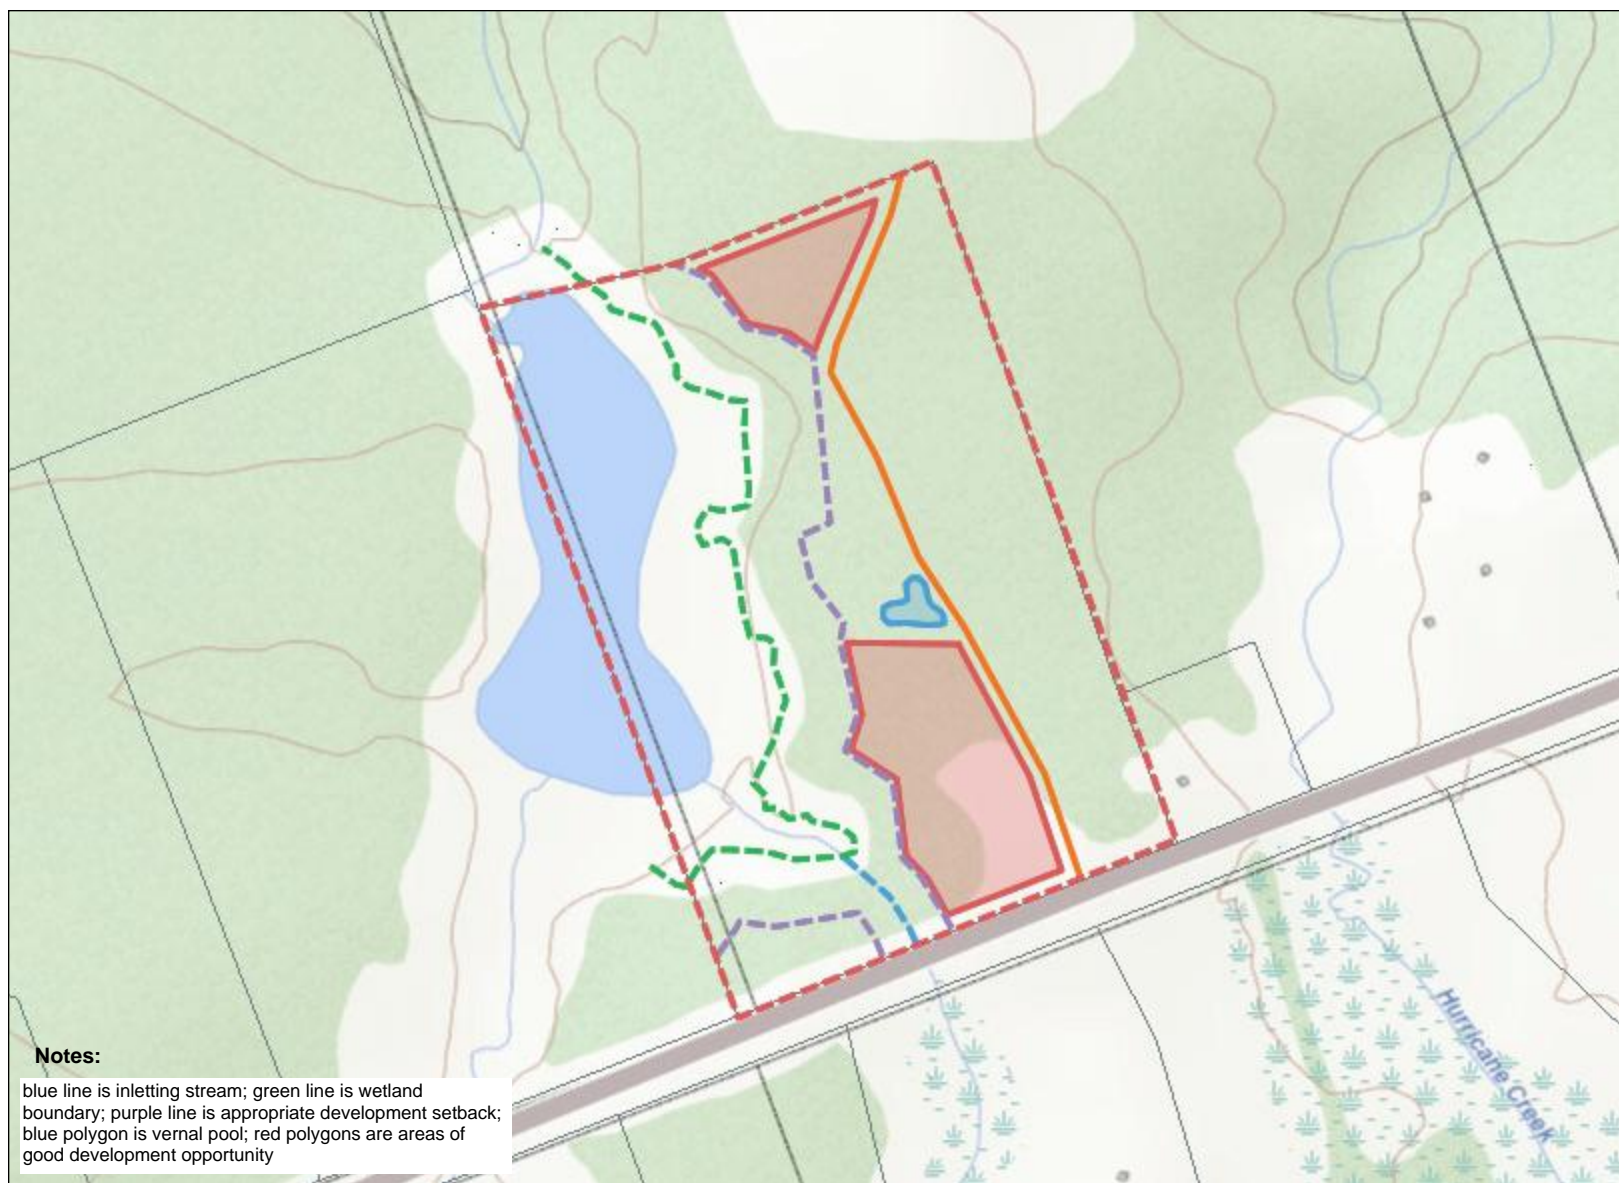 Hurricane Creek
Notes:
blue line is inletting stream; green line is wetland
boundary; purple line is appropriate development setback;
blue polygon is vernal pool; red polygons are areas of
good development opportunity